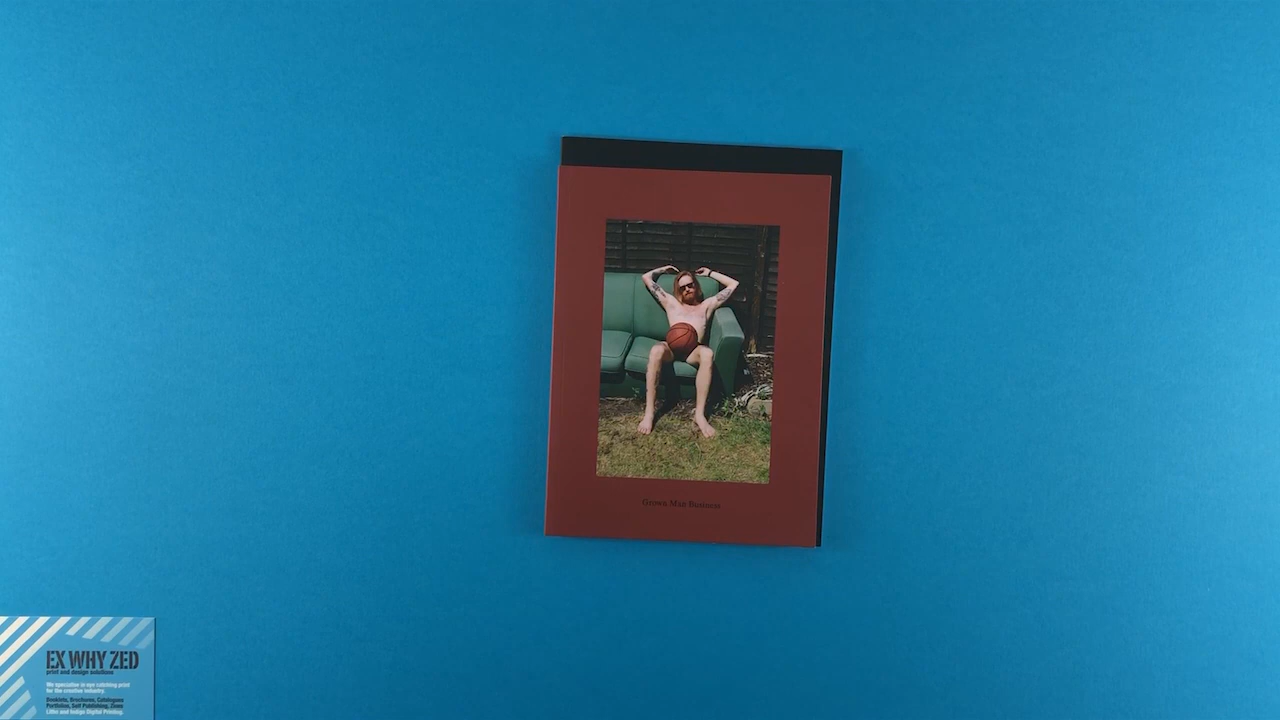 Grown Man Business
EX WHY ZED
print and design solutions
We specialise in eye catching print
for the creative industry.
Booklets, Brochures, Catalogues
Portfolios, Self Publishing, Zines
Litho and Indigo Digital Printing.